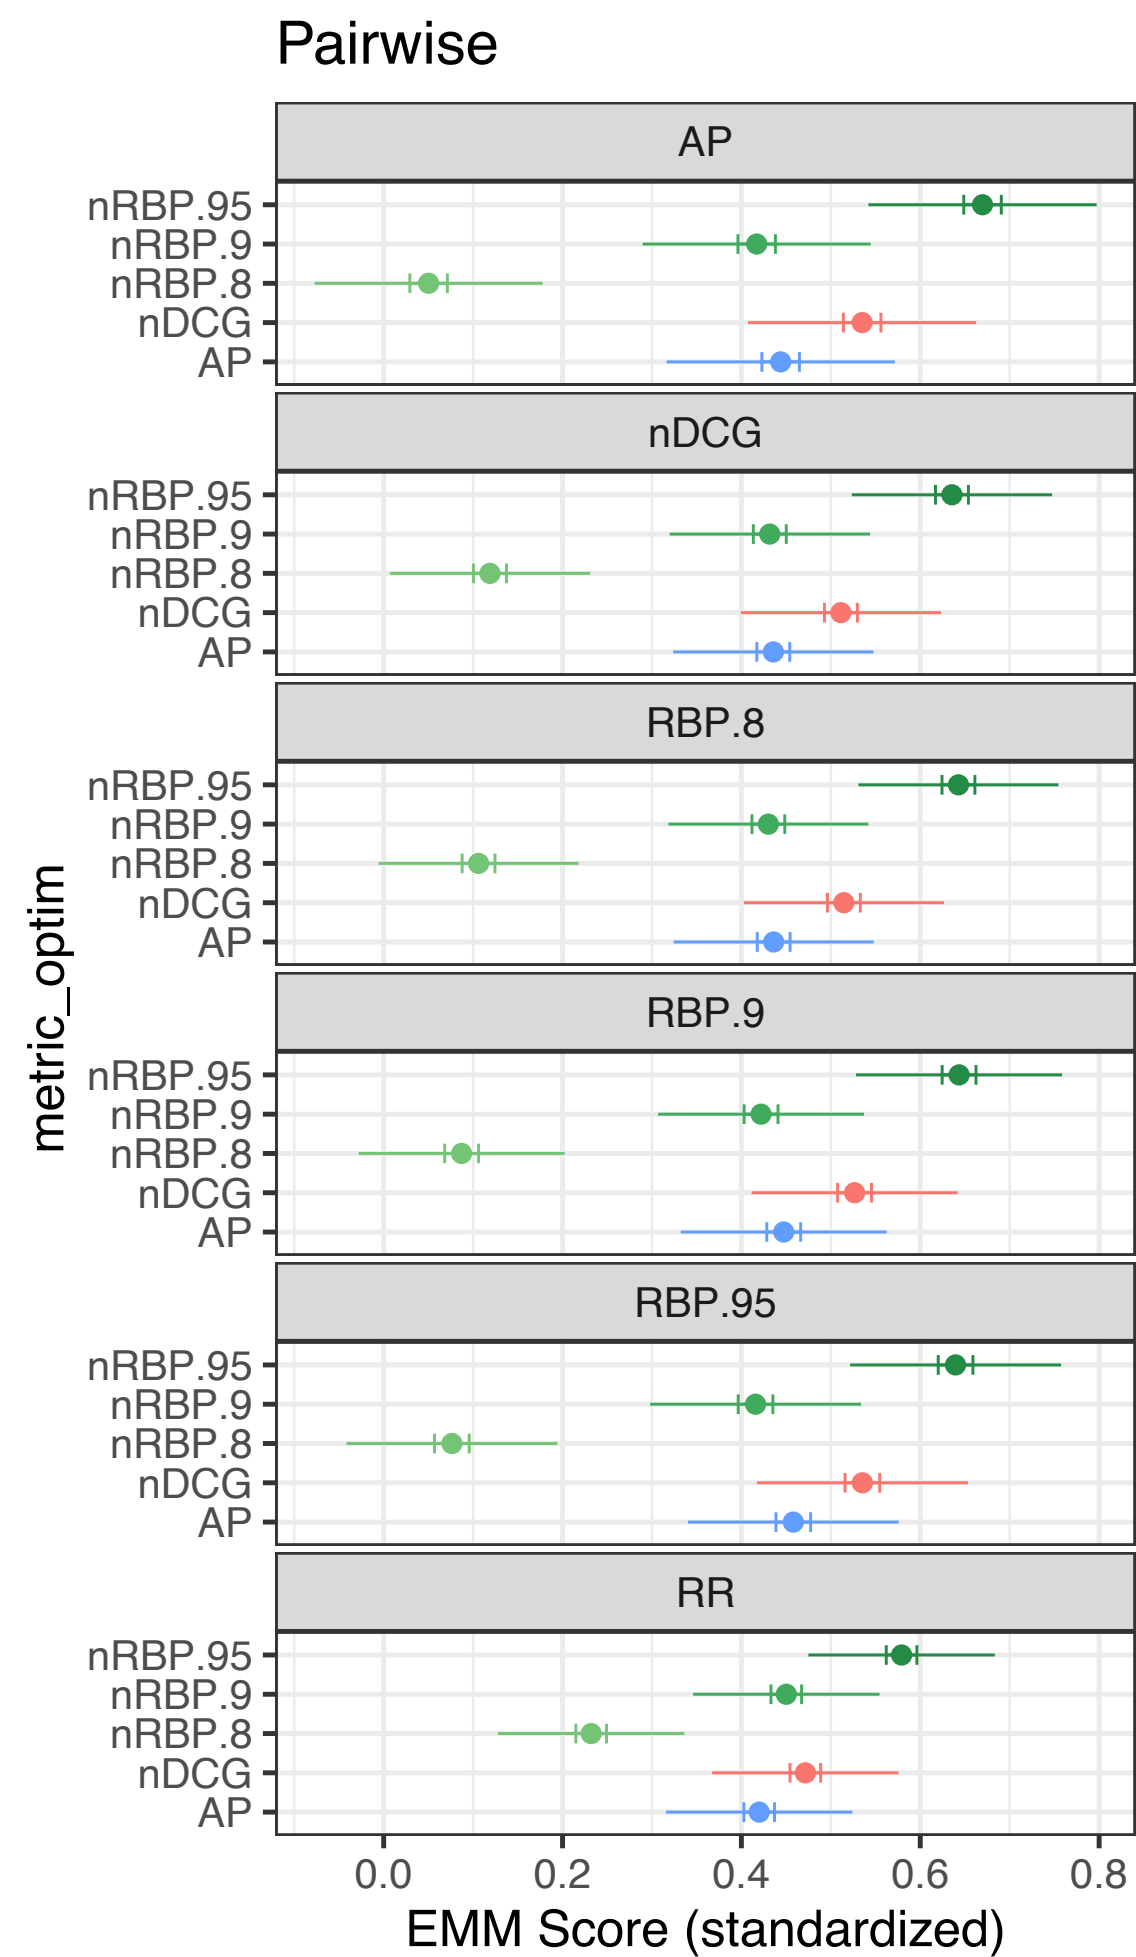 Pairwise
AP
nRBP.95
nRBP.9
nRBP.8
nDCG
AP
nDCG
nRBP.95
nRBP.9
nRBP.8
nDCG
AP
RBP.8
nRBP.95
nRBP.9
nRBP.8
nDCG
AP
RBP.9
nRBP.95
nRBP.9
nRBP.8
nDCG
AP
RBP.95
nRBP.95
nRBP.9
nRBP.8
nDCG
AP
RR
nRBP.95
nRBP.9
nRBP.8
nDCG
AP
metric_optim
0.0 0.2 0.4 0.6 0.8
EMM Score (standardized)